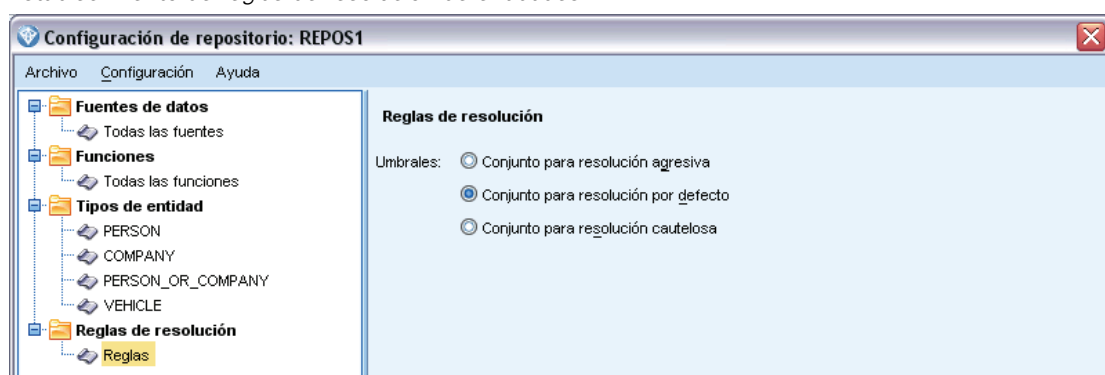 Configuración de repositorio: REPOS1
Archivo Configuración Ayuda
Fuentes de datos
Todas las fuentes
Funciones
Todas las funciones
Tipos de entidad
PERSON
COMPANY
PERSON_OR_COMPANY
VEHICLE
Reglas de resolución
Reglas
Reglas de resolución
Umbrales: Conjunto para resolución agresiva
Conjunto para resolución por defecto
Conjunto para resolución cautelosa